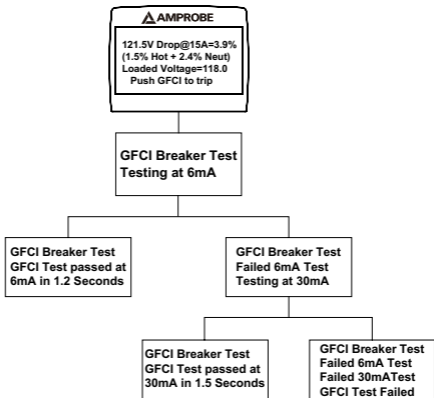 AMPROBE
121.5V Drop@15A=3.9%
(1.5% Hot + 2.4% Neut)
Loaded Voltage=118.0
Push GFCI to trip
GFCI Breaker Test
Testing at 6mA
GFCI Breaker Test
GFCI Test passed at
6mA in 1.2 Seconds
GFCI Breaker Test
Failed 6mA Test
Testing at 30mA
GFCI Breaker Test
GFCI Test passed at
30mA in 1.5 Seconds
GFCI Breaker Test
Failed 6mA Test
Failed 30mATest
GFCI Test Failed